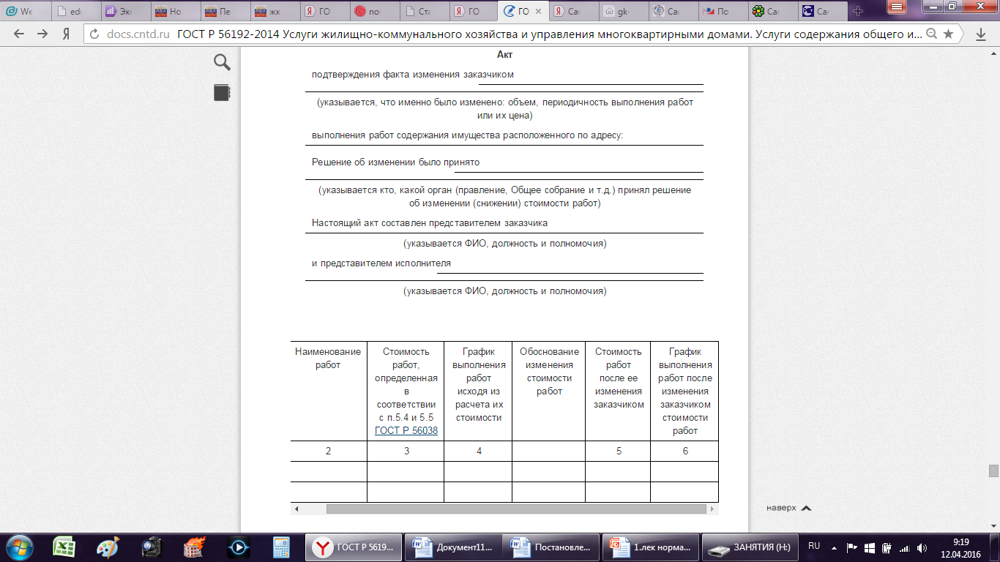 We
edu
Экс
Но
Пе
жк
ГО
nov
Ста
ГО
ГО
Сан
gk-
Сан
По
Сан
Сан
docs.cntd.ru ГОСТ Р 56192-2014 Услуги жилищно-коммунального хозяйства и управления многоквартирными домами. Услуги содержания общего и...
Акт
подтверждения факта изменения заказчиком
(указывается, что именно было изменено: объем, периодичность выполнения работ
или их цена)
выполнения работ содержания имущества расположенного по адресу:
Решение об изменении было принято
(указывается кто, какой орган (правление, Общее собрание и т.д.) принял решение
об изменении (снижении) стоимости работ)
Настоящий акт составлен представителем заказчика
(указывается ФИО, должность и полномочия)
и представителем исполнителя
(указывается ФИО, должность и полномочия)
Наименование
работ
Стоимость
работ,
определенная
в
соответствии
с п.5.4 и 5.5
ГОСТ Р 56038
График
выполнения
работ
исходя из
расчета их
стоимости
Обоснование
изменения
стоимости
работ
Стоимость
работ
после ее
изменения
заказчиком
График
выполнения
работ после
изменения
заказчиком
стоимости
работ
2 3 4 5 6
наверх
ГОСТ Р 5619...
Документ11...
Постановле...
1.лек норма...
ЗАНЯТИЯ (H:)
RU
9:19
12.04.2016